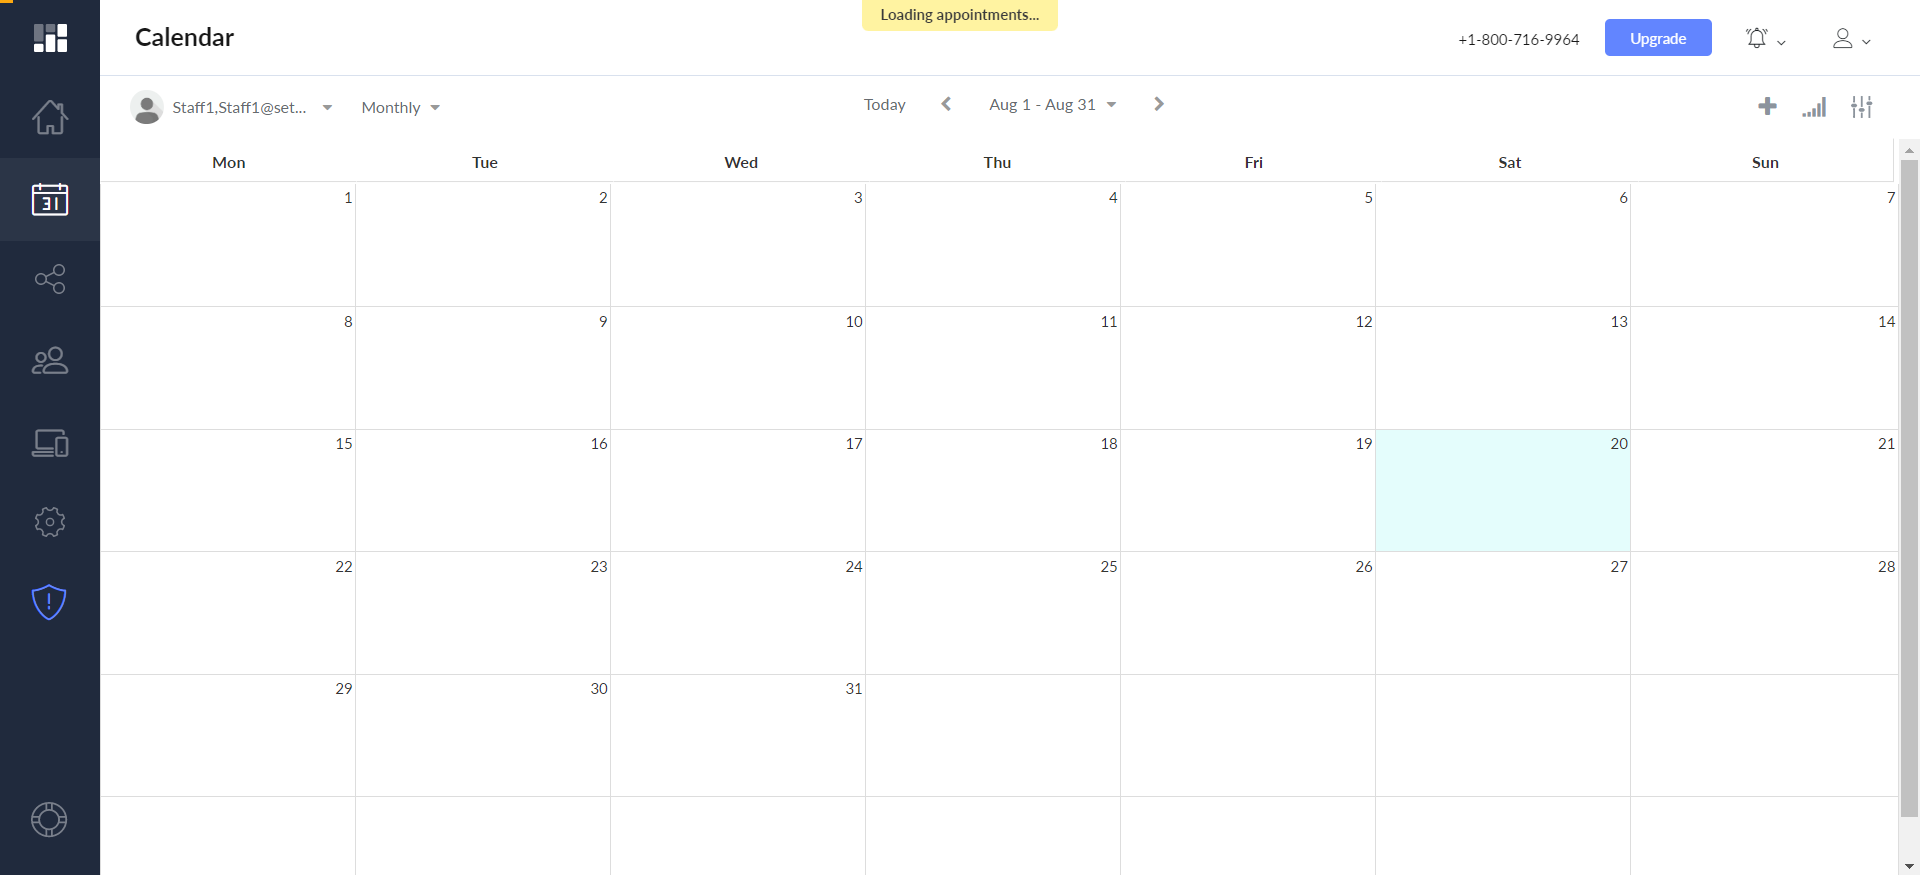 Loading appointments...
Calendar
+1-800-716-9964
Upgrade
31
Staff1,Staff1@set...
Monthly
Today
Aug 1 - Aug 31
Mon Tue Wed Thu Fri Sat Sun
1 2 3 4 5 6 7
8 9 10 11 12 13 14
15 16 17 18 19 20 21
22 23 24 25 26 27 28
29 30 31